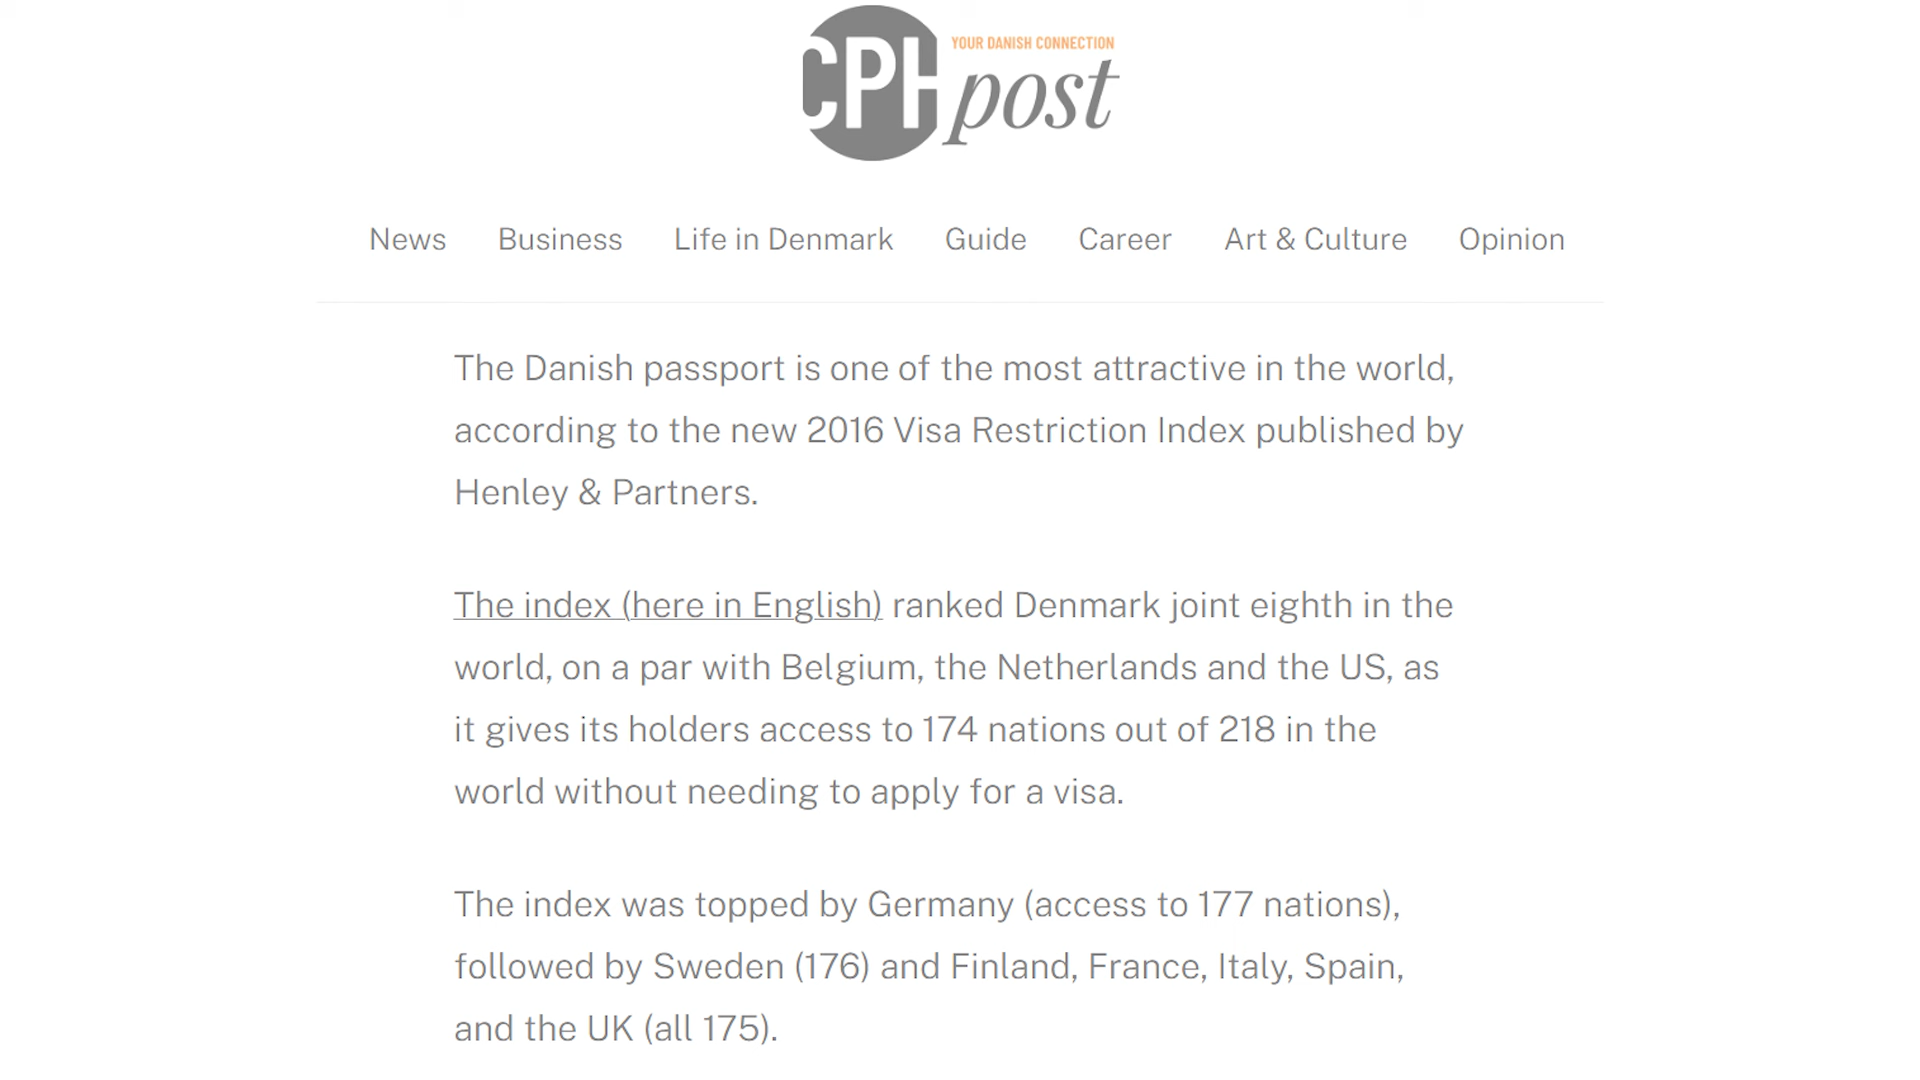 CPH
YOUR DANISH CONNECTION
post
News Business Life in Denmark Guide Career Art & Culture Opinion
The Danish passport is one of the most attractive in the world,
according to the new 2016 Visa Restriction Index published by
Henley & Partners.
The index (here in English) ranked Denmark joint eighth in the
world, on a par with Belgium, the Netherlands and the US, as
it gives its holders access to 174 nations out of 218 in the
world without needing to apply for a visa.
The index was topped by Germany (access to 177 nations),
followed by Sweden (176) and Finland, France, Italy, Spain,
and the UK (all 175).